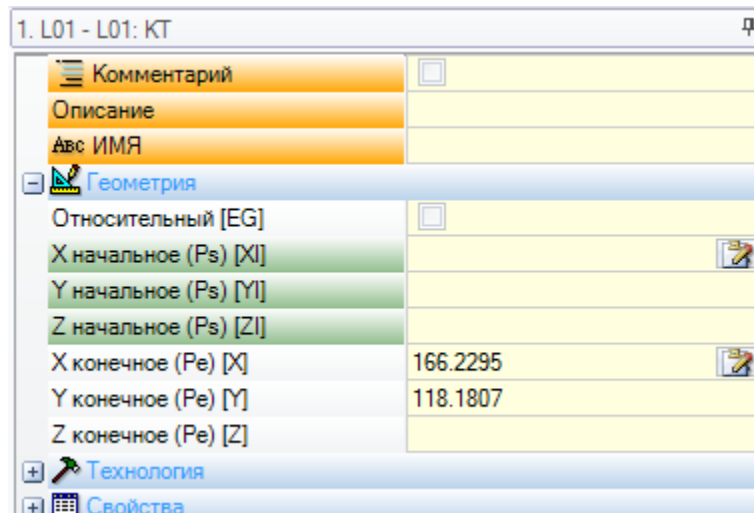 1. L01 - L01: КТ
Комментарий
Описание
Авс ИМЯ
Геометрия
Относительный [EG]
X начальное (Ps) [XI]
Y начальное (Ps) [YI]
Z начальное (Ps) [ZI]
X конечное (Pe) [X] 166.2295
Y конечное (Pe) [Y] 118.1807
Z конечное (Pe) [Z]
Технология
Свойства